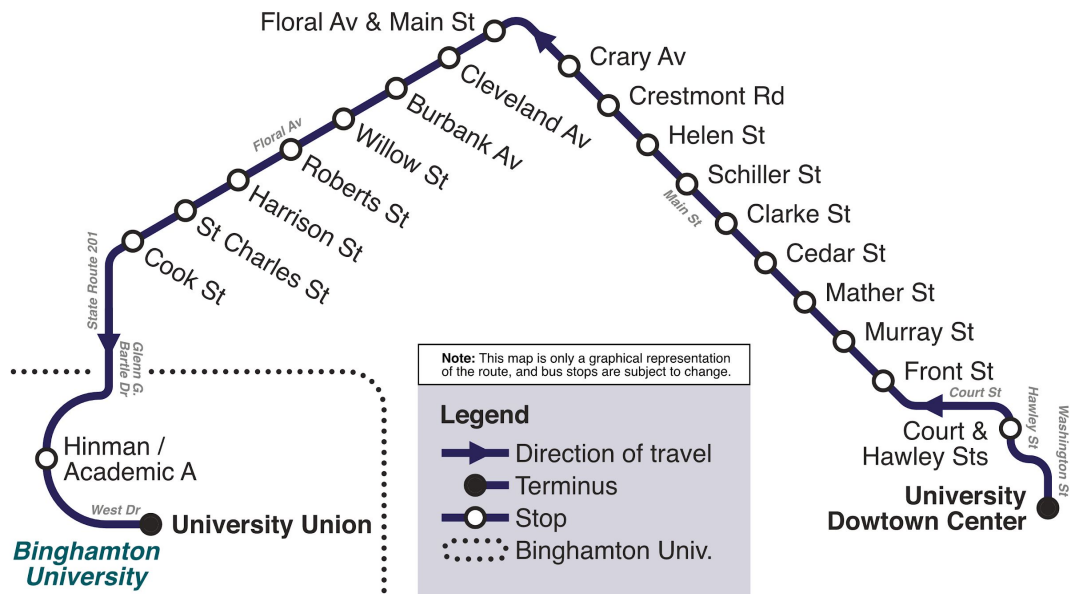 Floral Av & Main St
Crary Av
Cleveland Av
Crestmont Rd
Burbank Av
Helen St
Willow St
Floral Av
Schiller St
Roberts St
Main St
Clarke St
Harrison St
Cedar St
St Charles St
Cook St
State Route 201
Mather St
Murray St
Glenn G.
Bartle Dr
Note: This map is only a graphical representation
of the route, and bus stops are subject to change.
Front St
Court St
Hawley St
Washington St
Legend
Court &
Hawley Sts
Hinman /
Academic A
Direction of travel
Terminus
University
Dowtown Center
West Dr
University Union
Stop
Binghamton Univ.
Binghamton
University